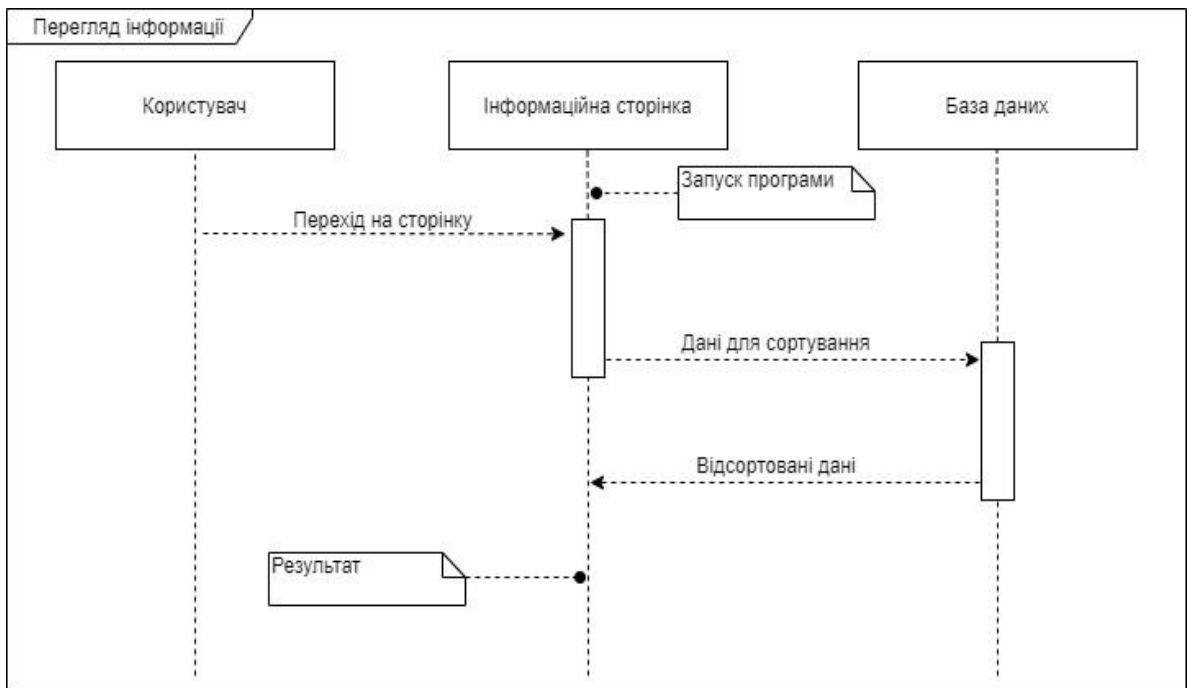 Перегляд інформації
Користувач
Інформаційна сторінка
База даних
Запуск програми
Перехід на сторінку
Дані для сортування
Відсортовані дані
Результат